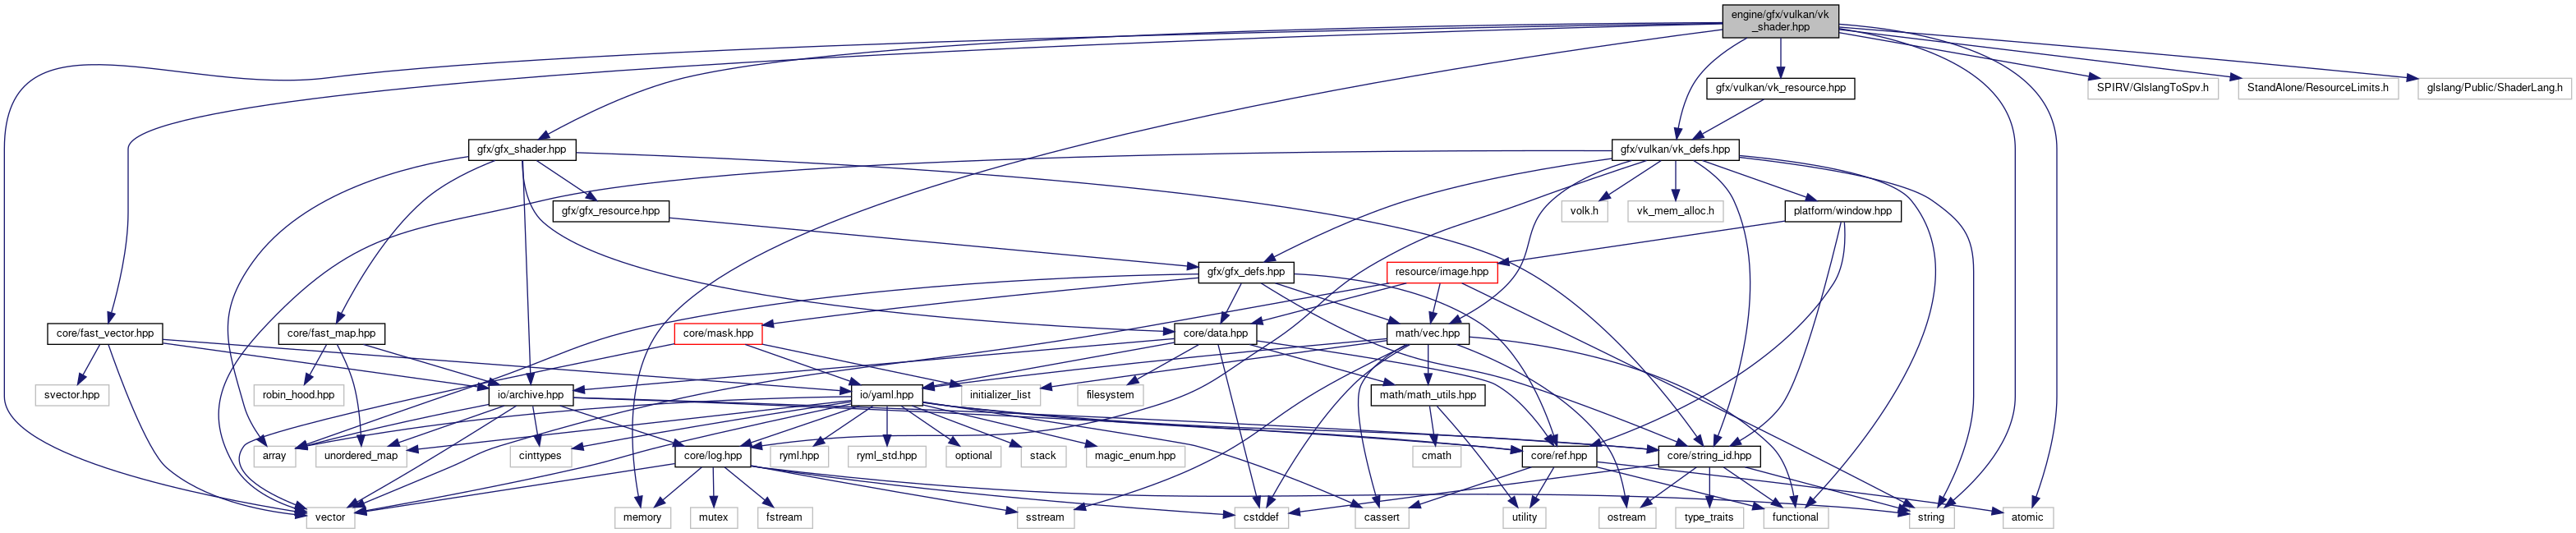 engine/gfx/vulkan/vk
_shader.hpp
gfx/vulkan/vk_resource.hpp
SPIRV/GlslangToSpv.h
StandAlone/ResourceLimits.h
glslang/Public/ShaderLang.h
gfx/gfx_shader.hpp
gfx/vulkan/vk_defs.hpp
gfx/gfx_resource.hpp
volk.h
vk_mem_alloc.h
platform/window.hpp
gfx/gfx_defs.hpp
resource/image.hpp
core/fast_vector.hpp
core/fast_map.hpp
core/mask.hpp
core/data.hpp
math/vec.hpp
svector.hpp
robin_hood.hpp
io/archive.hpp
io/yaml.hpp
initializer_list
filesystem
math/math_utils.hpp
array
unordered_map
cinttypes
core/log.hpp
ryml.hpp
ryml_std.hpp
optional
stack
magic_enum.hpp
cmath
core/ref.hpp
core/string_id.hpp
vector
memory
mutex
fstream
sstream
cstddef
cassert
utility
ostream
type_traits
functional
string
atomic